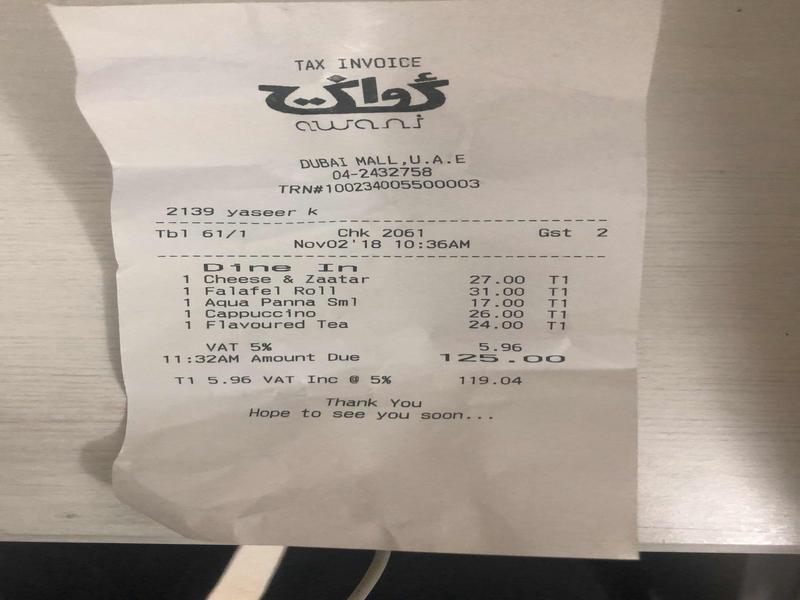 TAX INVOICE
أواني
awani
DUBAI MALL,U.A.E
04-2432758
TRN#100234005500003
2139 yaseer k
Tbl 61/1 Chk 2061 Gst 2
Nov02'18 10:36AM
Dine In
1 Cheese & Zaatar 27.00 T1
1 Falafel Roll 31.00 T1
1 Aqua Panna Sml 17.00 T1
1 Cappuccino 26.00 T1
1 Flavoured Tea 24.00 T1
VAT 5% 5.96
11:32AM Amount Due 125.00
T1 5.96 VAT Inc @ 5% 119.04
Thank You
Hope to see you soon...